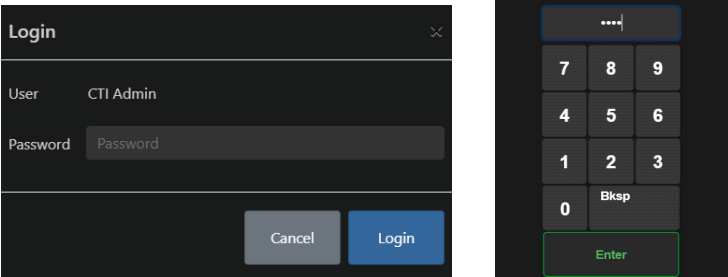 Login
User CTI Admin
Password Password
Cancel Login
••••
7 8 9
4 5 6
1 2 3
0 Bksp
Enter